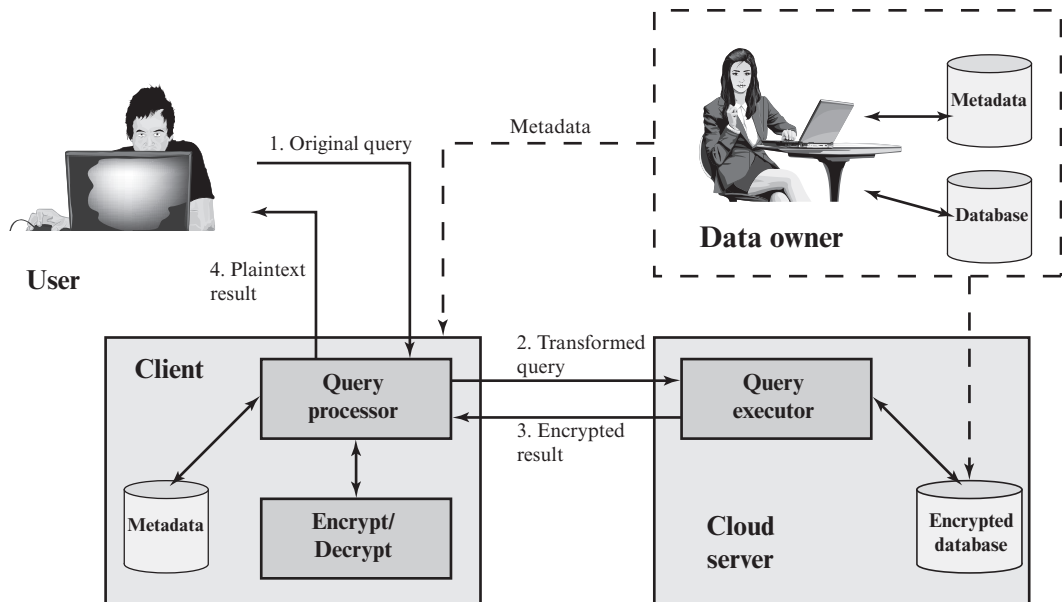 Metadata
Metadata
1. Original query
Database
Data owner
User
4. Plaintext
result
Client
2. Transformed
query
Query
processor
Query
executor
3. Encrypted
result
Metadata
Encrypt/
Decrypt
Cloud
server
Encrypted
database